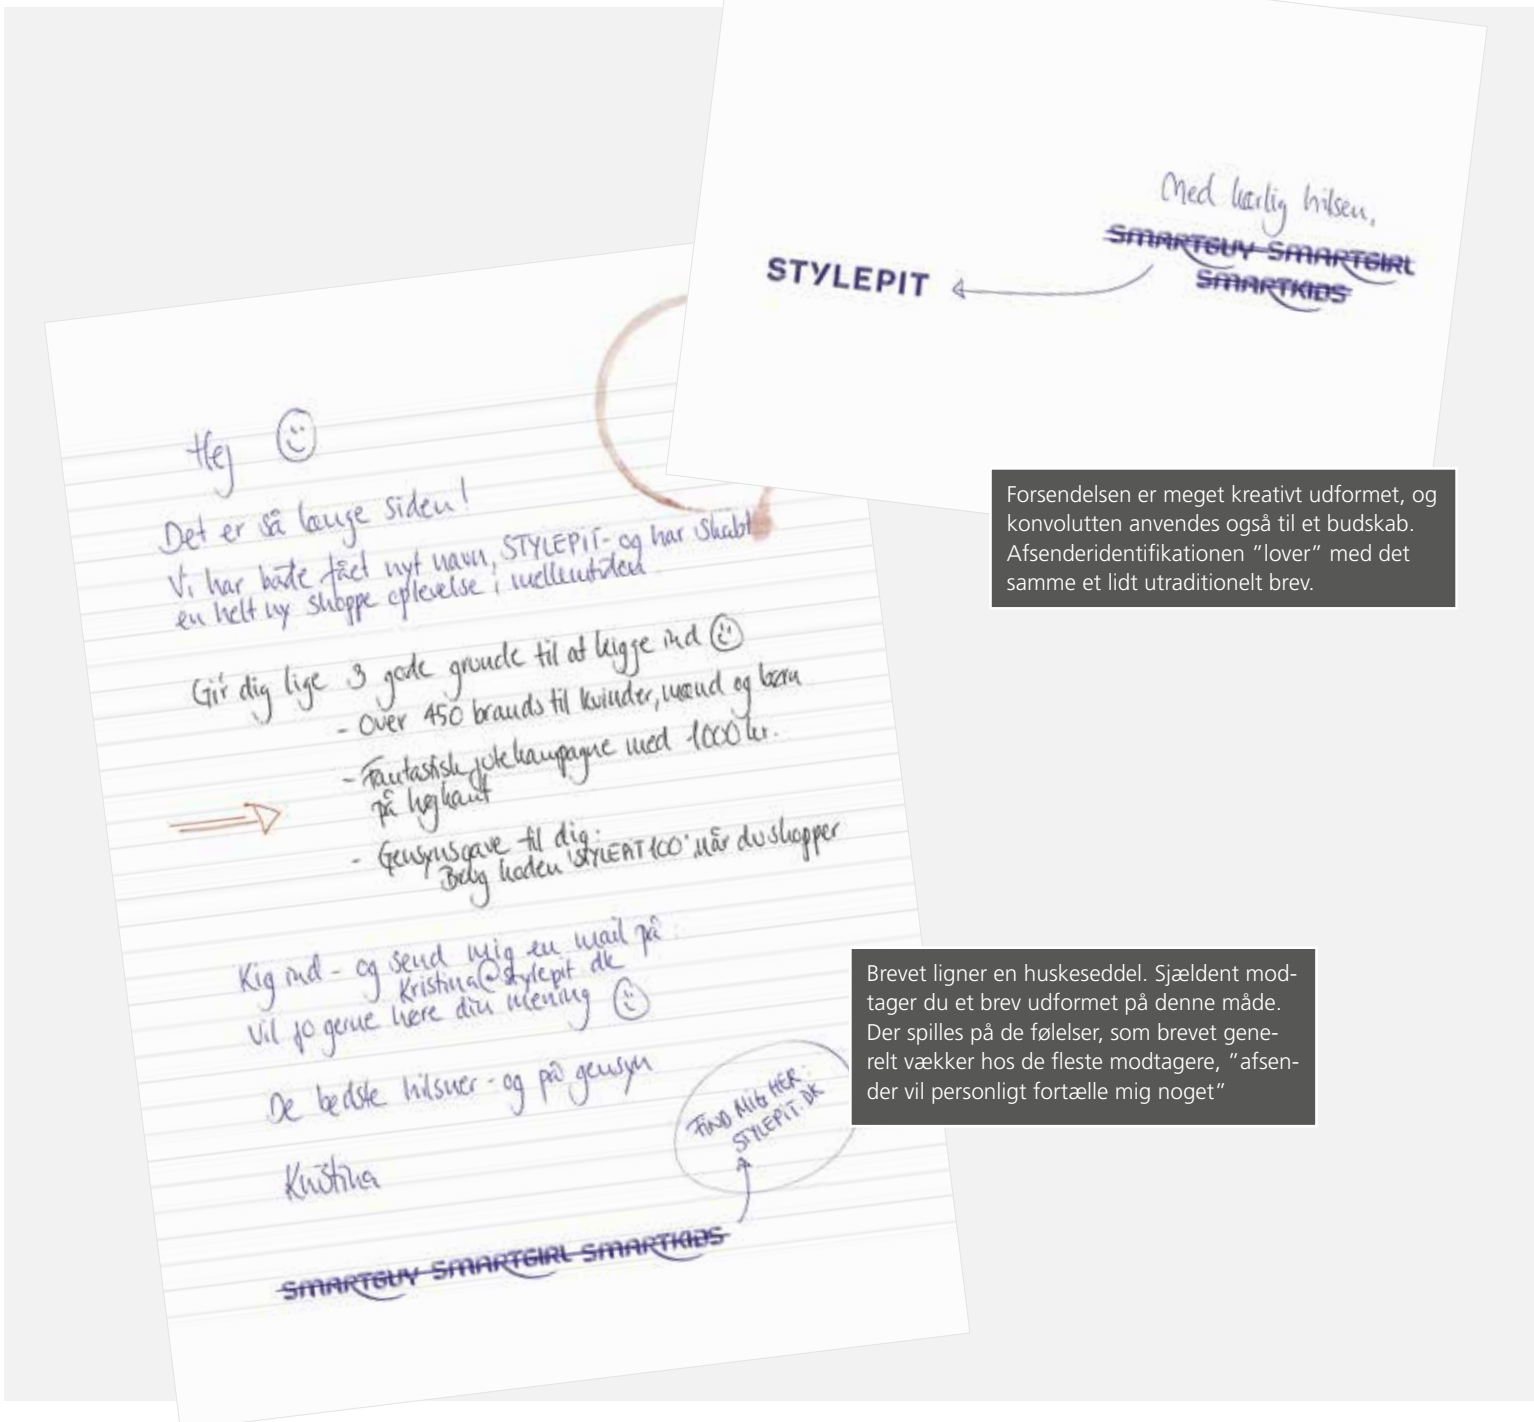 Med kærlig hilsen,
SMARTGUY SMARTGIRL
SMARTKIDS
STYLEPIT
Forsendelsen er meget kreativt udformet, og
konvolutten anvendes også til et budskab.
Afsenderidentifikationen ”lover” med det
samme et lidt utraditionelt brev.
Hej
Det er så længe siden!
Vi har både fået nyt navn, STYLEPIT - og har skabt
en helt ny shoppe oplevelse i mellemtiden
Gi'r dig lige 3 gode grunde til at kigge ind
- Over 450 brands til kvinder, mænd og børn
- Fantastisk julekampagne med 1000 kr.
på højkant
- Gensynsgave til dig:
Brug koden 'STYLEPIT100' når du shopper
Kig ind - og send mig en mail på:
Kristina@stylepit.dk
Vil jo gerne høre din mening
De bedste hilsner - og på gensyn
Kristina
FIND MIG HER:
STYLEPIT.DK
SMARTGUY SMARTGIRL SMARTKIDS
Brevet ligner en huskeseddel. Sjældent mod-
tager du et brev udformet på denne måde.
Der spilles på de følelser, som brevet gene-
relt vækker hos de fleste modtagere, ”afsen-
der vil personligt fortælle mig noget”